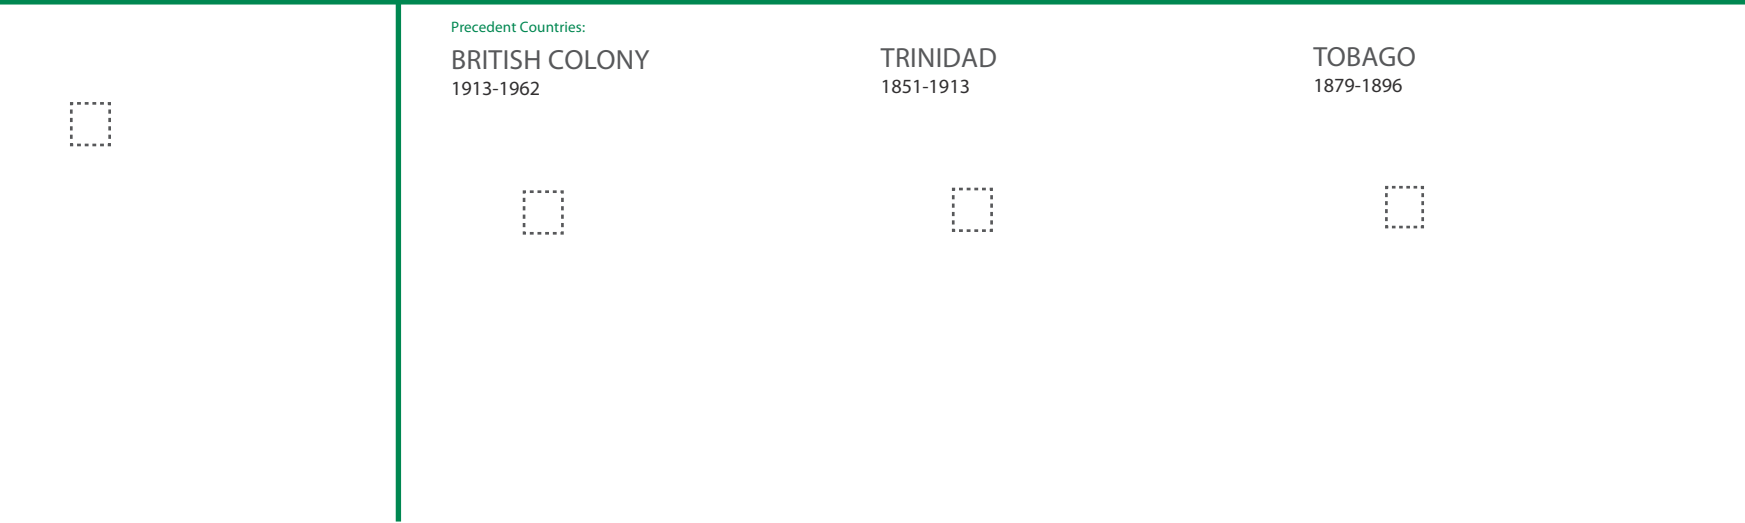 Precedent Countries:
BRITISH COLONY
1913-1962
TRINIDAD
1851-1913
TOBAGO
1879-1896